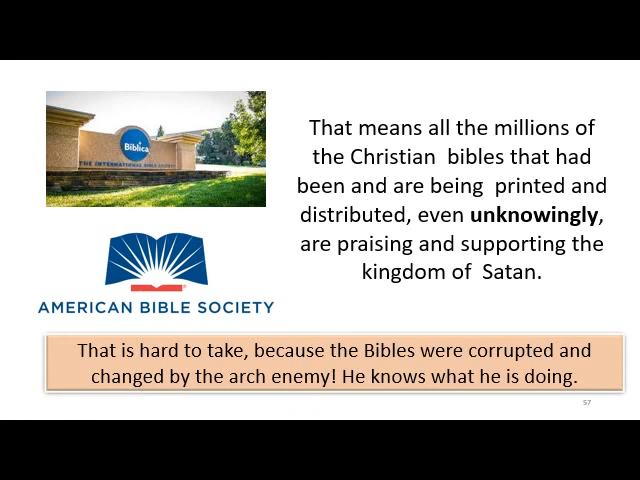 Biblica
THE INTERNATIONAL BIBLE SOCIETY
AMERICAN BIBLE SOCIETY
That means all the millions of
the Christian bibles that had
been and are being printed and
distributed, even unknowingly,
are praising and supporting the
kingdom of Satan.
That is hard to take, because the Bibles were corrupted and
changed by the arch enemy! He knows what he is doing.
57